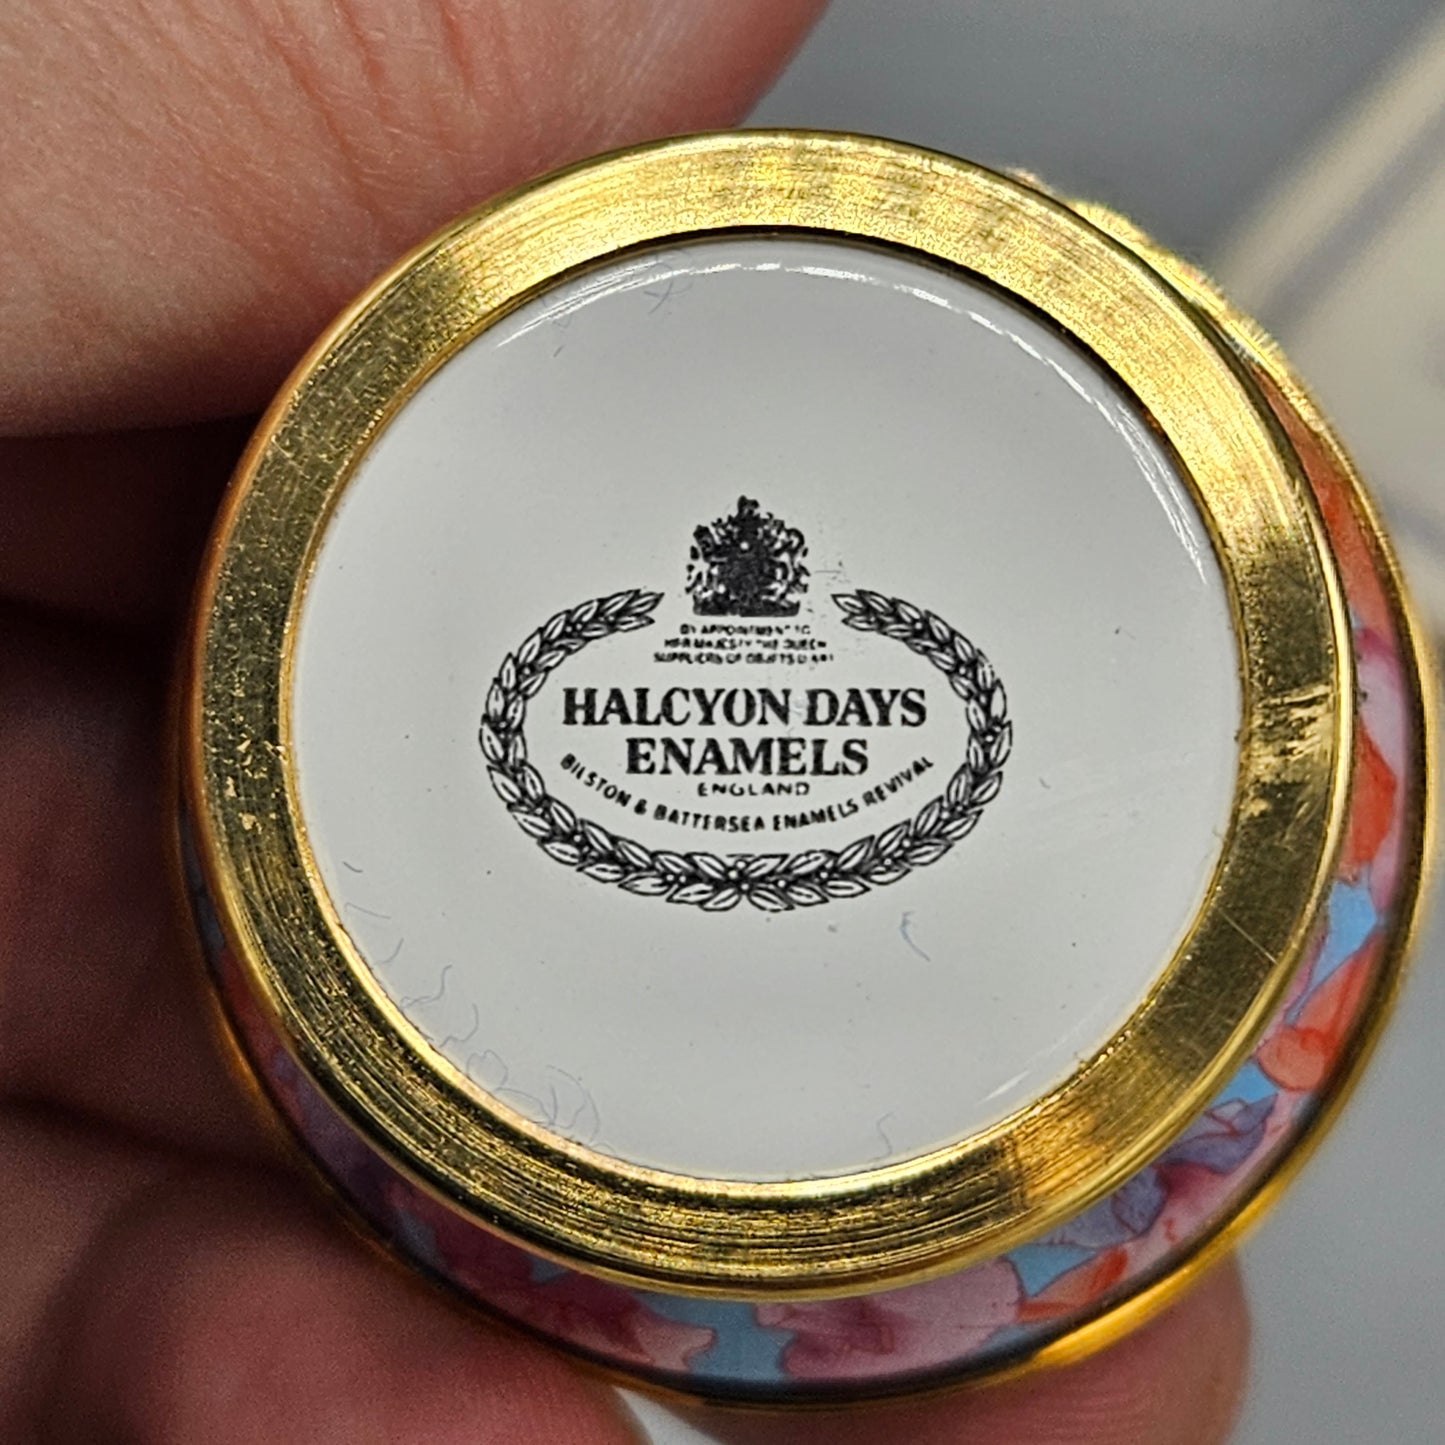 BY APPOINTMENT TO
HER MAJESTY THE QUEEN
SUPPLIERS OF OBJETS D'ART
HALCYON DAYS
ENAMELS
ENGLAND
BILSTON & BATTERSEA ENAMELS REVIVAL